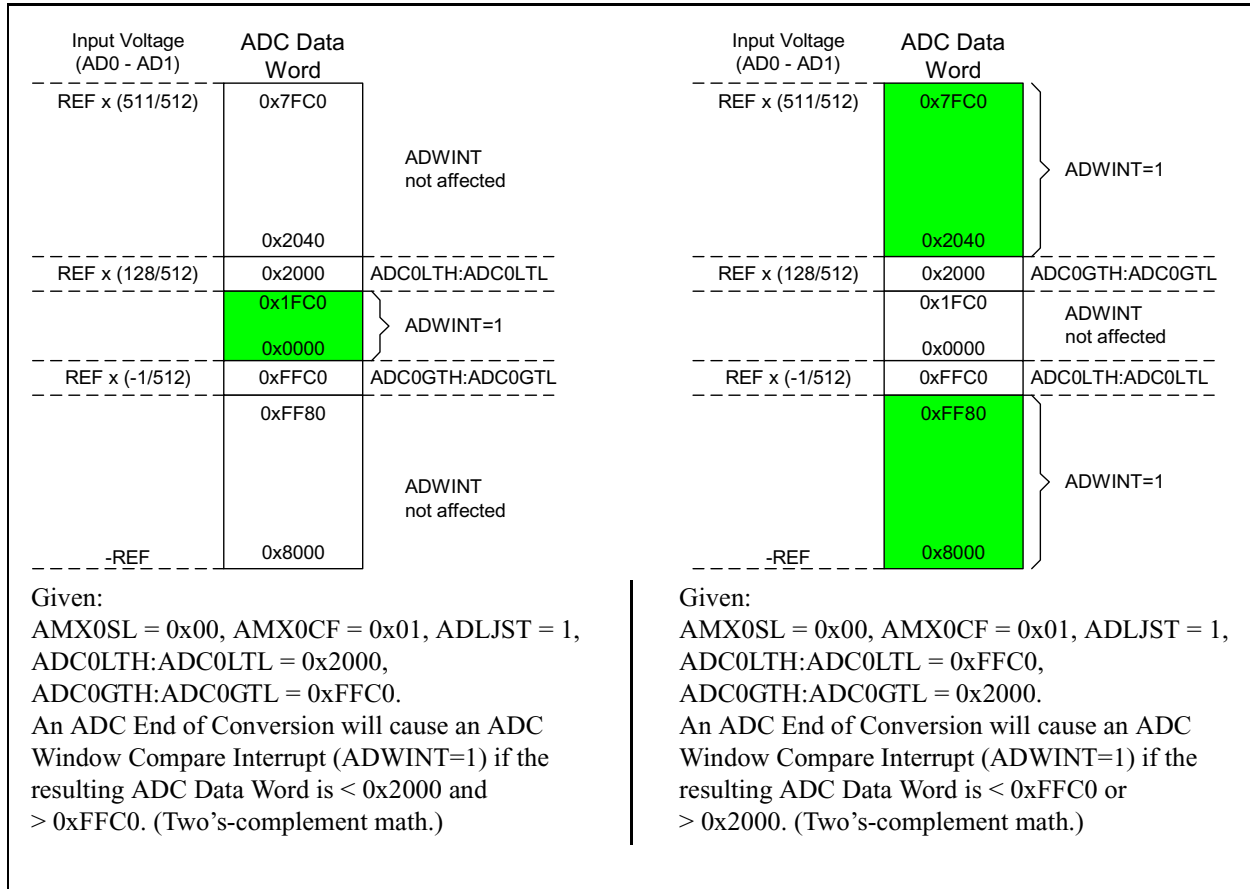 Input Voltage
(AD0 - AD1)
ADC Data
Word
REF x (511/512)
0x7FC0
ADWINT
not affected
0x2040
REF x (128/512)
0x2000
ADC0LTH:ADC0LTL
0x1FC0
ADWINT=1
0x0000
REF x (-1/512)
0xFFC0
ADC0GTH:ADC0GTL
0xFF80
ADWINT
not affected
-REF
0x8000
Given:
AMX0SL = 0x00, AMX0CF = 0x01, ADLJST = 1,
ADC0LTH:ADC0LTL = 0x2000,
ADC0GTH:ADC0GTL = 0xFFC0.
An ADC End of Conversion will cause an ADC
Window Compare Interrupt (ADWINT=1) if the
resulting ADC Data Word is < 0x2000 and
> 0xFFC0. (Two’s-complement math.)
Input Voltage
(AD0 - AD1)
ADC Data
Word
REF x (511/512)
0x7FC0
ADWINT=1
0x2040
REF x (128/512)
0x2000
ADC0GTH:ADC0GTL
0x1FC0
ADWINT
not affected
0x0000
REF x (-1/512)
0xFFC0
ADC0LTH:ADC0LTL
0xFF80
ADWINT=1
-REF
0x8000
Given:
AMX0SL = 0x00, AMX0CF = 0x01, ADLJST = 1,
ADC0LTH:ADC0LTL = 0xFFC0,
ADC0GTH:ADC0GTL = 0x2000.
An ADC End of Conversion will cause an ADC
Window Compare Interrupt (ADWINT=1) if the
resulting ADC Data Word is < 0xFFC0 or
> 0x2000. (Two’s-complement math.)